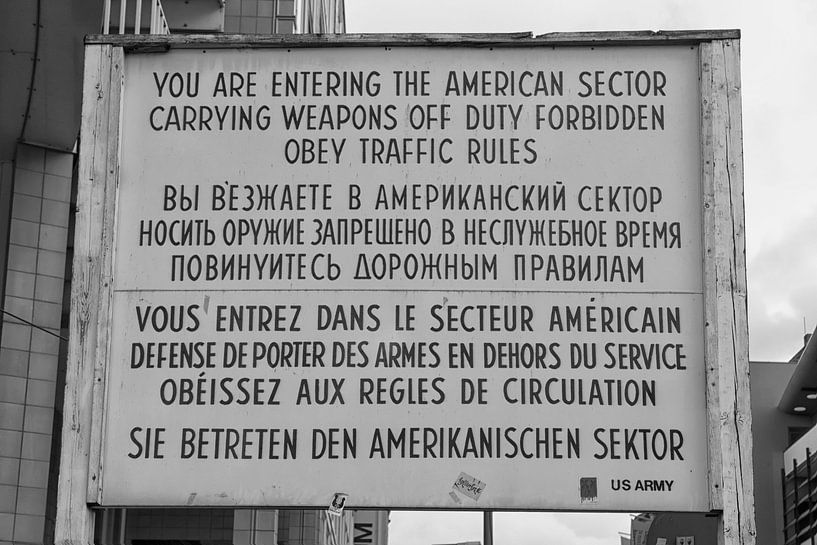 YOU ARE ENTERING THE AMERICAN SECTOR
CARRYING WEAPONS OFF DUTY FORBIDDEN
OBEY TRAFFIC RULES
ВЫ В'ЕЗЖАЕТЕ В АМЕРИКАНСКИЙ СЕКТОР
НОСИТЬ ОРУЖИЕ ЗАПРЕЩЕНО В НЕСЛУЖЕБНОЕ ВРЕМЯ
ПОВИНУИТЕСЬ ДОРОЖНЫМ ПРАВИЛАМ
VOUS ENTREZ DANS LE SECTEUR AMÉRICAIN
DEFENSE DE PORTER DES ARMES EN DEHORS DU SERVICE
OBÉISSEZ AUX REGLES DE CIRCULATION
SIE BETRETEN DEN AMERIKANISCHEN SEKTOR
US ARMY